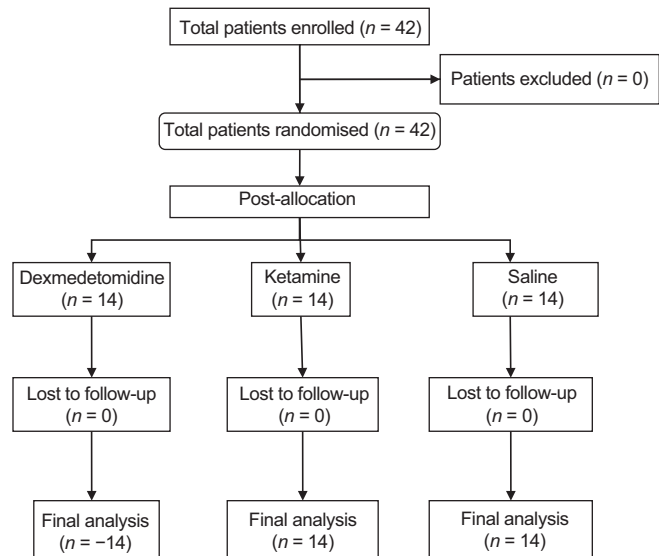 Total patients enrolled (n = 42)
Patients excluded (n = 0)
Total patients randomised (n = 42)
Post-allocation
Dexmedetomidine
(n = 14)
Ketamine
(n = 14)
Saline
(n = 14)
Lost to follow-up
(n = 0)
Lost to follow-up
(n = 0)
Lost to follow-up
(n = 0)
Final analysis
(n = −14)
Final analysis
(n = 14)
Final analysis
(n = 14)